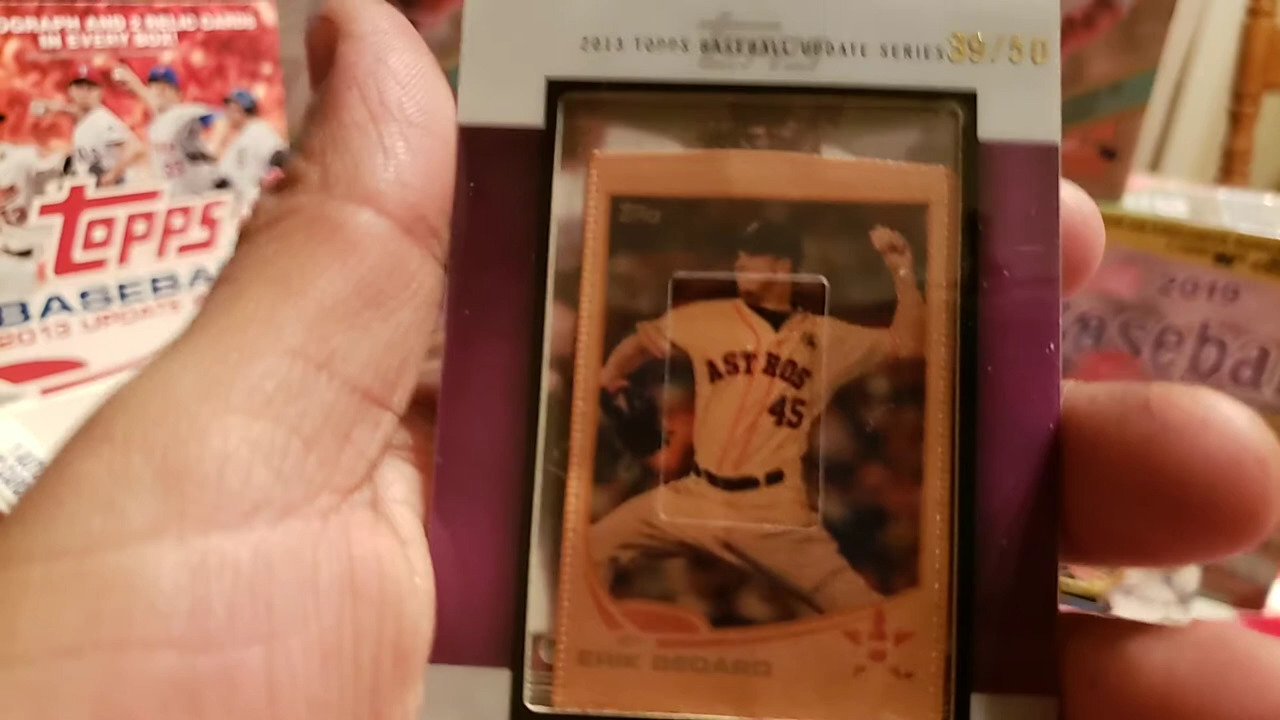 OGRAPH AND 2 RELIC CARDS
IN EVERY BOX!
TOPPS
BASEBA
2013 UPDATE
2013 TOPPS BASEBALL UPDATE SERIES 39/50
Topps
ASTROS
45
ERIK BEDARD
2019
aseba